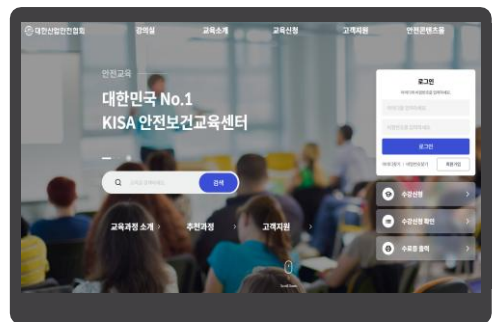 대한산업안전협회
강의실 교육소개 교육신청 고객지원 안전콘텐츠몰
안전교육
대한민국 No.1
KISA 안전보건교육센터
검색
교육과정 소개
추천과정
고객지원
로그인
로그인
회원가입
수강신청
수강신청 확인
수료증 출력